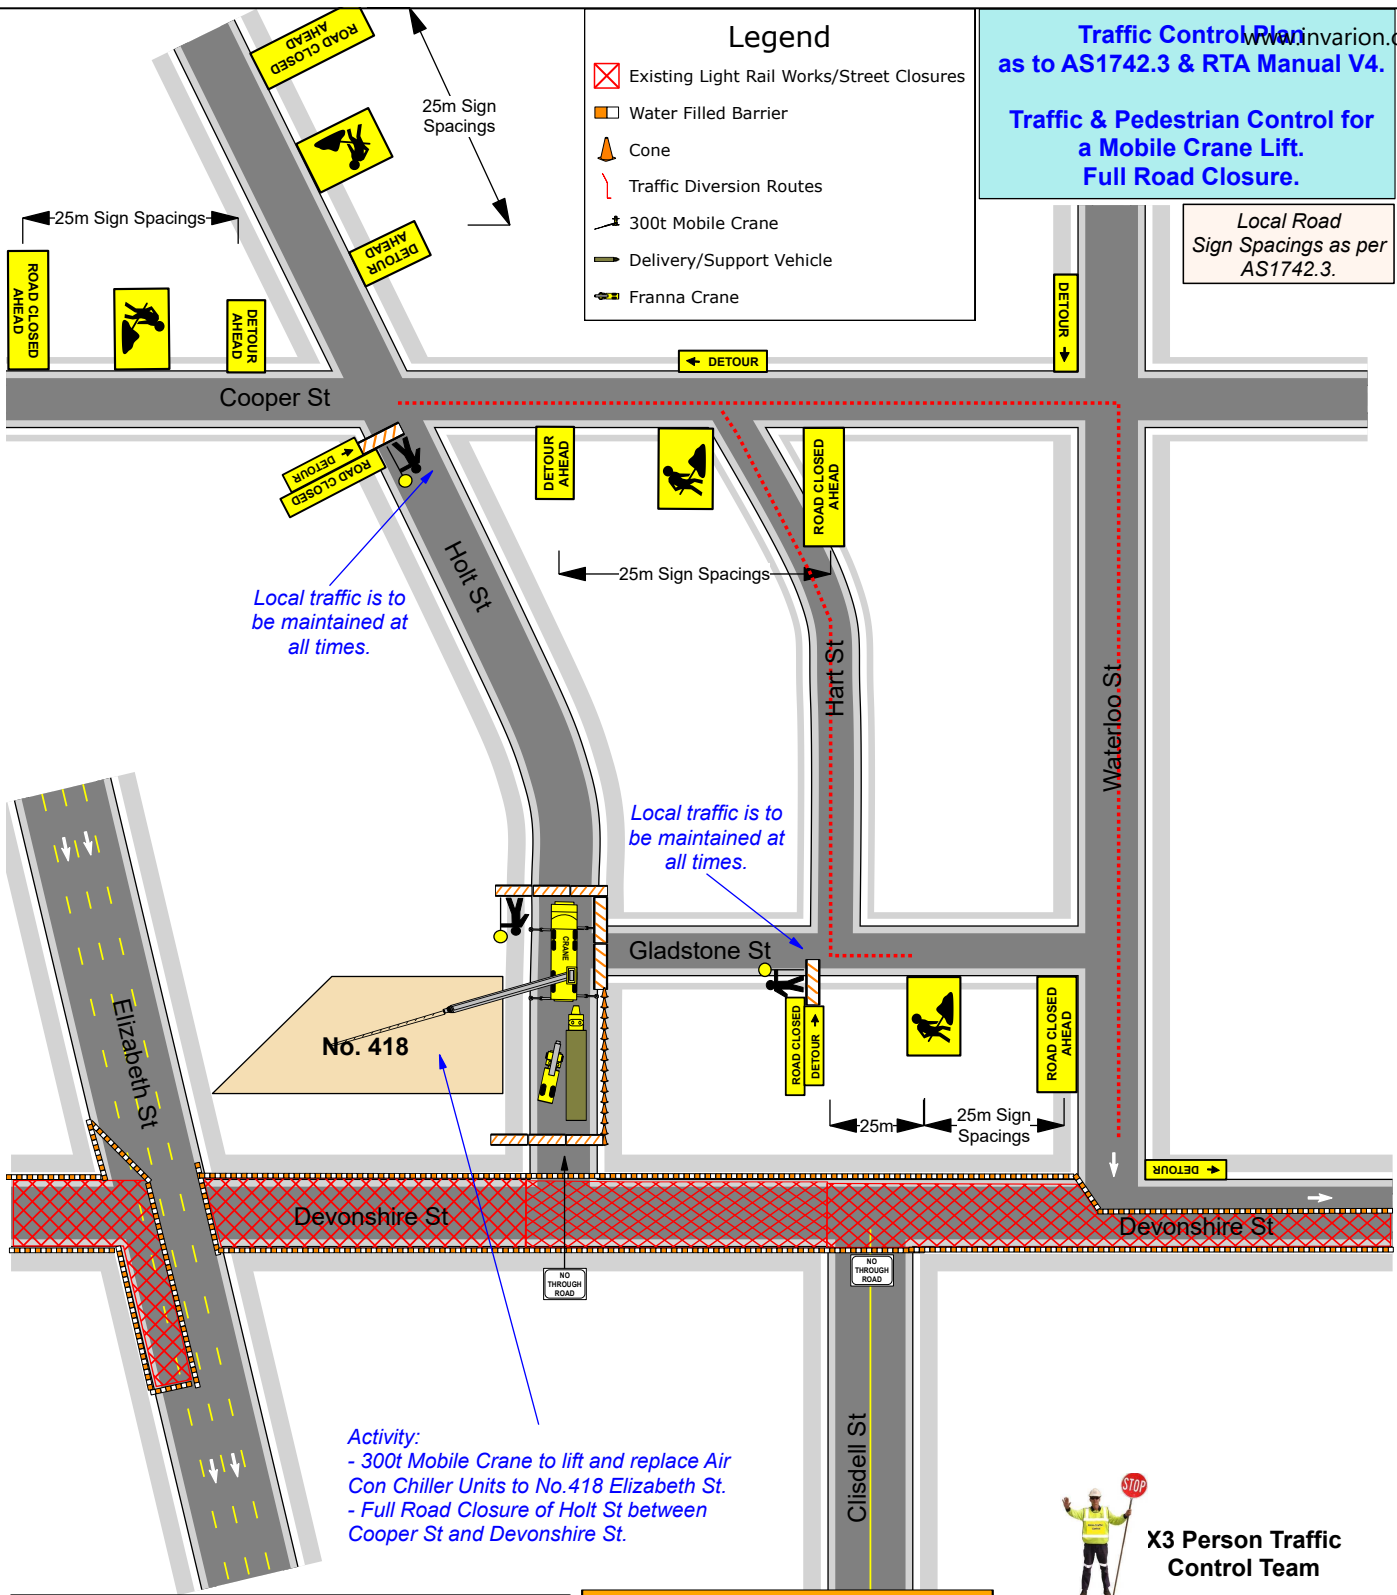 Legend
Existing Light Rail Works/Street Closures
Water Filled Barrier
Cone
Traffic Diversion Routes
300t Mobile Crane
Delivery/Support Vehicle
Franna Crane
Traffic Control Plan
www.invarion.c
as to AS1742.3 & RTA Manual V4.
Traffic & Pedestrian Control for
a Mobile Crane Lift.
Full Road Closure.
Local Road
Sign Spacings as per
AS1742.3.
ROAD CLOSED
AHEAD
25m Sign
Spacings
DETOUR
AHEAD
25m Sign Spacings
ROAD CLOSED
AHEAD
DETOUR
AHEAD
DETOUR
DETOUR
Cooper St
DETOUR
ROAD CLOSED
DETOUR
AHEAD
ROAD CLOSED
AHEAD
25m Sign Spacings
Holt St
Local traffic is to
be maintained at
all times.
Hart St
Waterloo St
Local traffic is to
be maintained at
all times.
CRANE
Gladstone St
Elizabeth St
No. 418
ROAD CLOSED
DETOUR
ROAD CLOSED
AHEAD
25m
25m Sign
Spacings
DETOUR
Devonshire St
Devonshire St
NO
THROUGH
ROAD
NO
THROUGH
ROAD
Clisdell St
Activity:
- 300t Mobile Crane to lift and replace Air
Con Chiller Units to No.418 Elizabeth St.
- Full Road Closure of Holt St between
Cooper St and Devonshire St.
STOP
X3 Person Traffic
Control Team